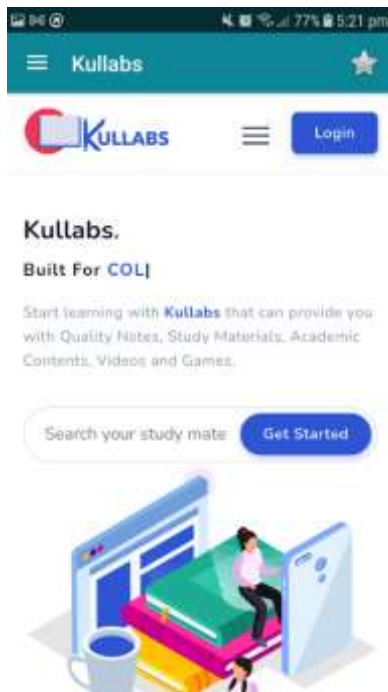 77% 5:21 pm
Kullabs
KULLABS
Login
Kullabs.
Built For COL|
Start learning with Kullabs that can provide you
with Quality Notes, Study Materials, Academic
Contents, Videos and Games.
Search your study mate
Get Started